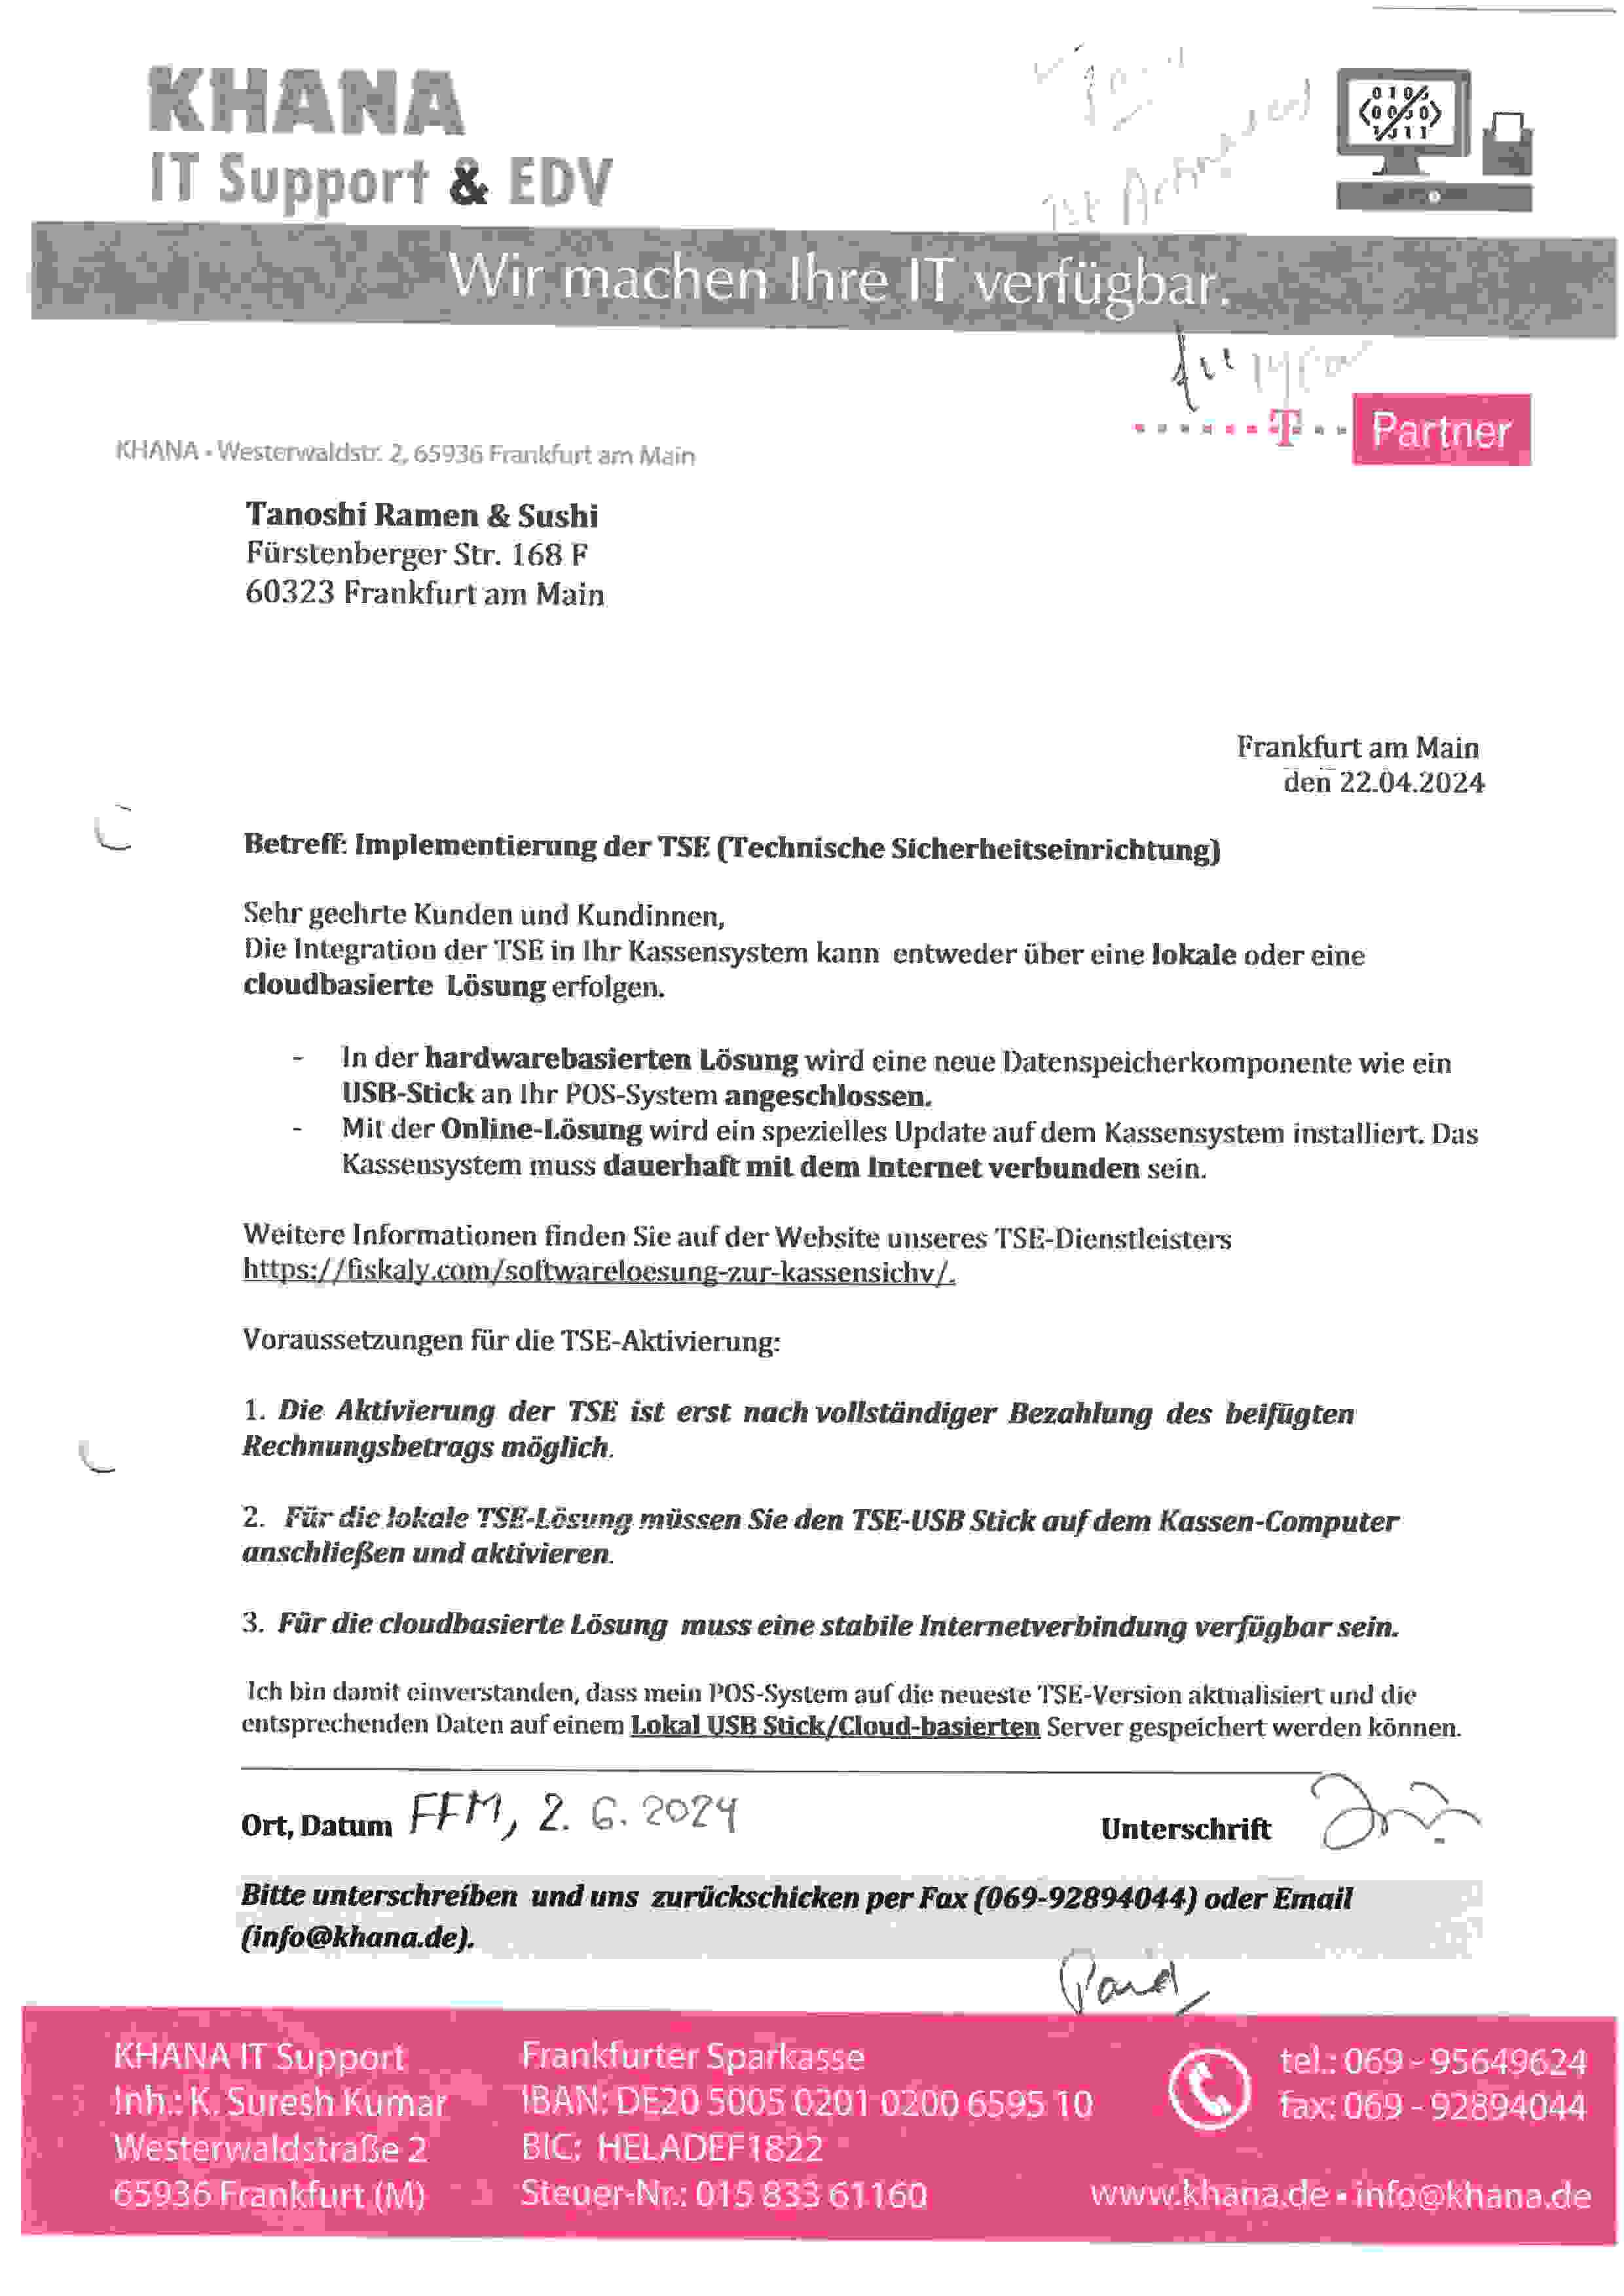 KHANA
IT Support & EDV
Wir machen Ihre IT verfügbar.
für
T Partner
KHANA • Westerwaldstr. 2, 65936 Frankfurt am Main
Tanoshi Ramen & Sushi
Fürstenberger Str. 168 F
60323 Frankfurt am Main
Frankfurt am Main
den 22.04.2024
Betreff: Implementierung der TSE (Technische Sicherheitseinrichtung)
Sehr geehrte Kunden und Kundinnen,
Die Integration der TSE in Ihr Kassensystem kann entweder über eine lokale oder eine
cloudbasierte Lösung erfolgen.
- In der hardwarebasierten Lösung wird eine neue Datenspeicherkomponente wie ein
USB-Stick an Ihr POS-System angeschlossen.
- Mit der Online-Lösung wird ein spezielles Update auf dem Kassensystem installiert. Das
Kassensystem muss dauerhaft mit dem Internet verbunden sein.
Weitere Informationen finden Sie auf der Website unseres TSE-Dienstleisters
https://fiskaly.com/softwareloesung-zur-kassensichv/.
Voraussetzungen für die TSE-Aktivierung:
1. Die Aktivierung der TSE ist erst nach vollständiger Bezahlung des beifügten
Rechnungsbetrags möglich.
2. Für die lokale TSE-Lösung müssen Sie den TSE-USB Stick auf dem Kassen-Computer
anschließen und aktivieren.
3. Für die cloudbasierte Lösung muss eine stabile Internetverbindung verfügbar sein.
Ich bin damit einverstanden, dass mein POS-System auf die neueste TSE-Version aktualisiert und die
entsprechenden Daten auf einem Lokal USB Stick/Cloud-basierten Server gespeichert werden können.
Ort, Datum FFM, 2. 6. 2024 Unterschrift
Bitte unterschreiben und uns zurückschicken per Fax (069-92894044) oder Email
(info@khana.de).
Paid
KHANA IT Support
Inh.: K. Suresh Kumar
Westerwaldstraße 2
65936 Frankfurt (M)
Frankfurter Sparkasse
IBAN: DE20 5005 0201 0200 6595 10
BIC: HELADEF1822
Steuer-Nr.: 015 833 61160
tel.: 069 - 95649624
fax: 069 - 92894044
www.khana.de • info@khana.de